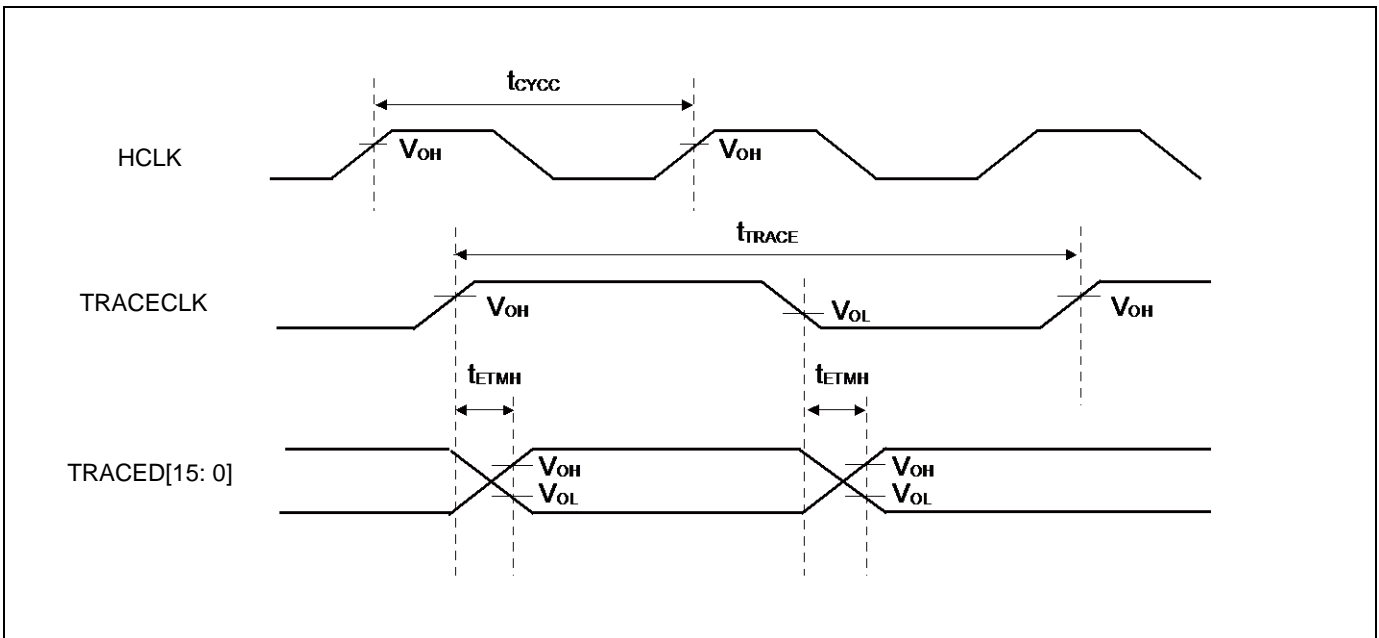 tCYCC
HCLK
VOH
VOH
tTRACE
TRACECLK
VOH
VOL
VOH
tETMH
tETMH
TRACED[15: 0]
VOH
VOL
VOH
VOL